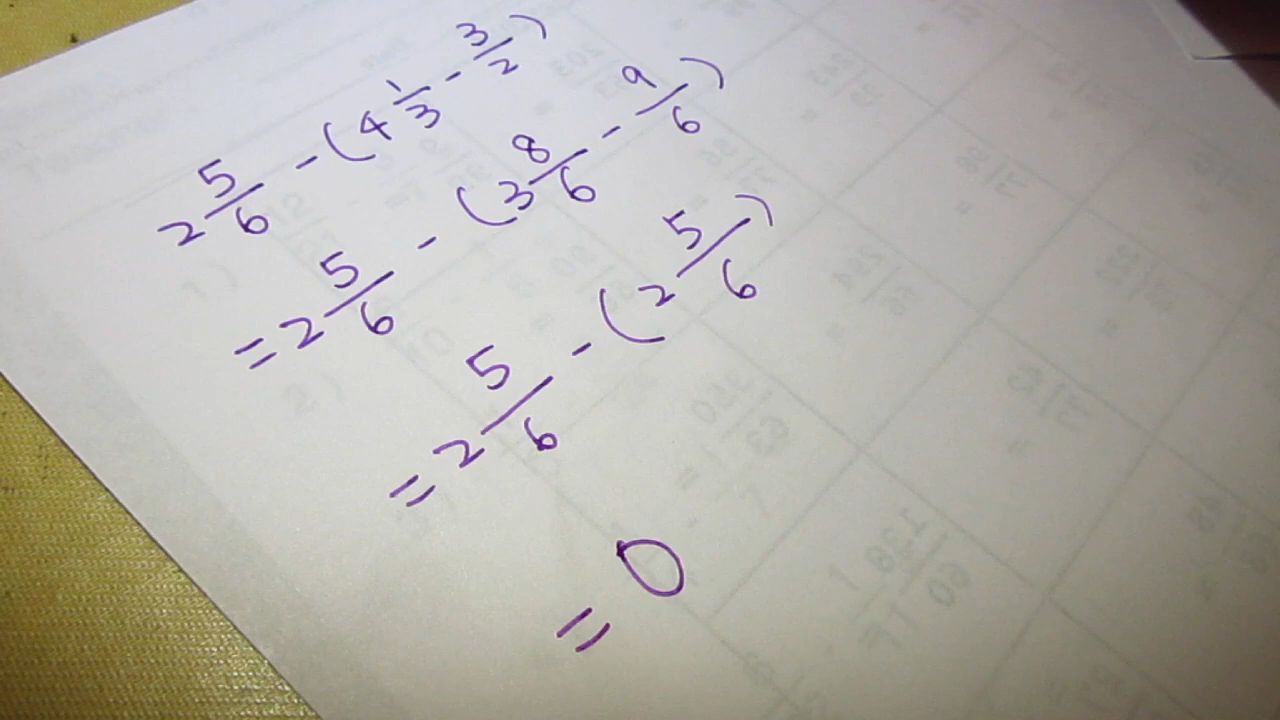 2 5/6 - (4 1/3 - 3/2)
= 2 5/6 - (3 8/6 - 9/6)
= 2 5/6 - (2 5/6)
= 0